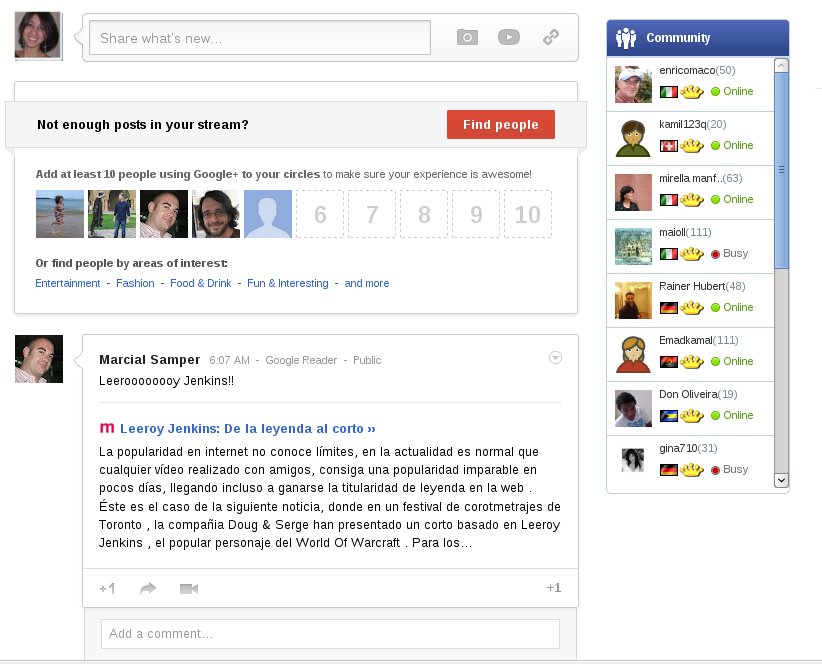 Share what's new...
Not enough posts in your stream?
Find people
Add at least 10 people using Google+ to your circles to make sure your experience is awesome!
6 7 8 9 10
Or find people by areas of interest:
Entertainment - Fashion - Food & Drink - Fun & Interesting - and more
Marcial Samper 6:07 AM - Google Reader - Public
Leeroooooooy Jenkins!!
m Leeroy Jenkins: De la leyenda al corto ››
La popularidad en internet no conoce límites, en la actualidad es normal que
cualquier vídeo realizado con amigos, consiga una popularidad imparable en
pocos días, llegando incluso a ganarse la titularidad de leyenda en la web .
Éste es el caso de la siguiente noticia, donde en un festival de corotmetrajes de
Toronto , la compañia Doug & Serge han presentado un corto basado en Leeroy
Jenkins , el popular personaje del World Of Warcraft . Para los...
+1
+1
Add a comment...
Community
enricomaco(50)
Online
kamil123q(20)
Online
mirella manf..(63)
Online
maioll(111)
Busy
Rainer Hubert(48)
Online
Emadkamal(111)
Online
Don Oliveira(19)
Online
gina710(31)
Busy